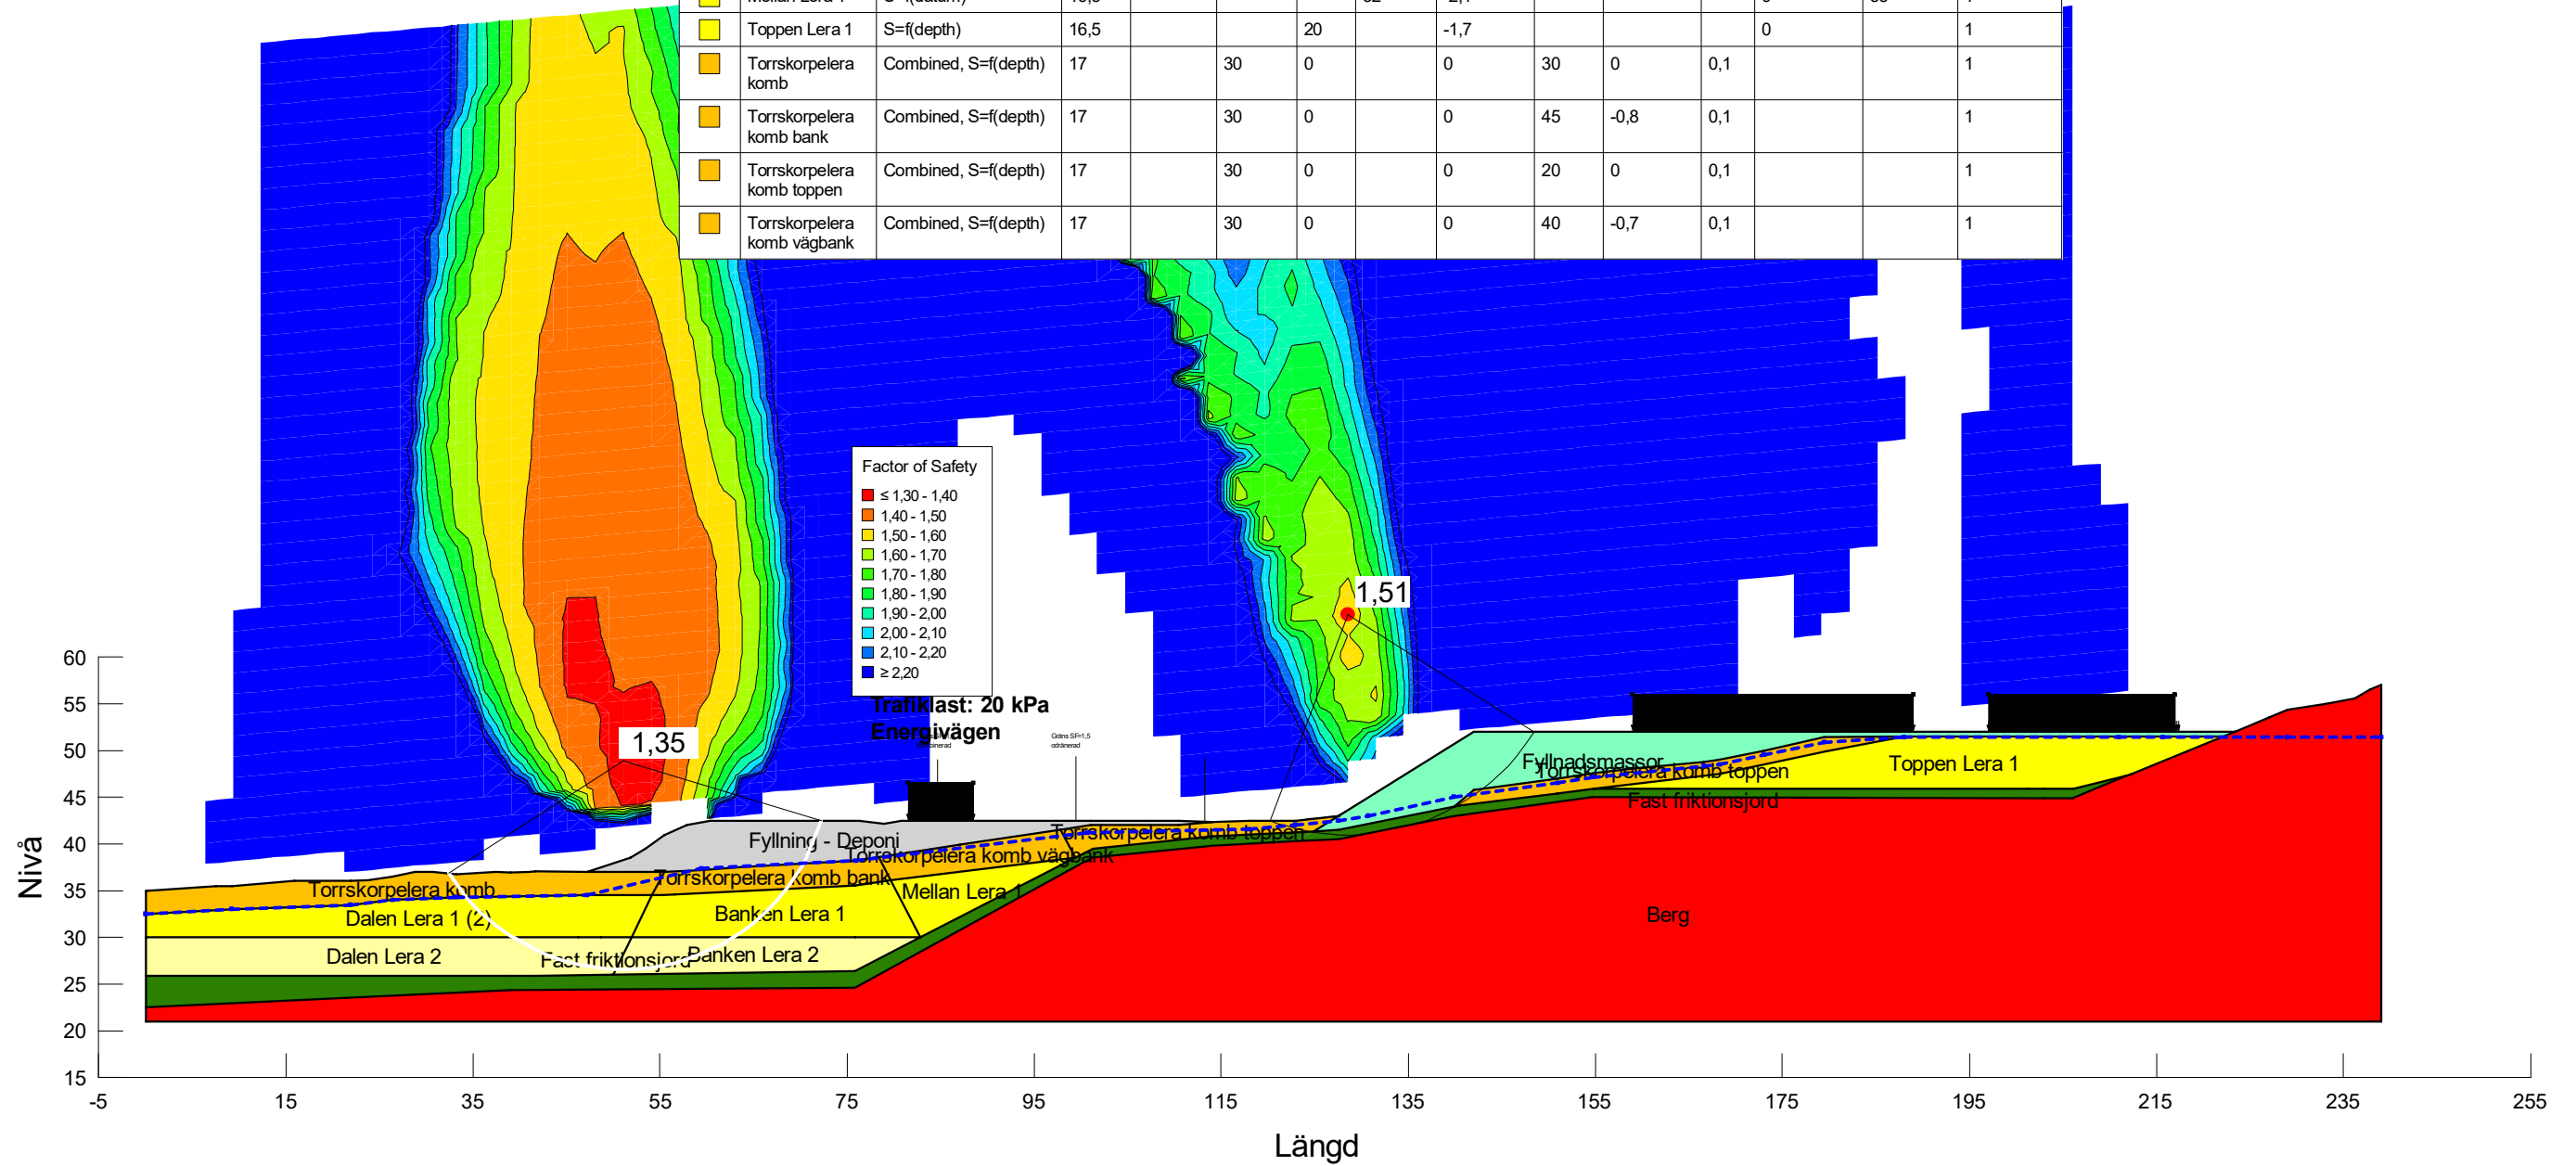 Toppen Lera 1 S=f(depth) 16,5 20 -1,7 0 1
Torrskorpelera Combined, S=f(depth) 17 30 0 0 30 0 0,1 1
komb
Torrskorpelera Combined, S=f(depth) 17 30 0 0 45 -0,8 0,1 1
komb bank
Torrskorpelera Combined, S=f(depth) 17 30 0 0 20 0 0,1 1
komb toppen
Torrskorpelera Combined, S=f(depth) 17 30 0 0 40 -0,7 0,1 1
komb vägbank
Factor of Safety
≤ 1,30 - 1,40
1,40 - 1,50
1,50 - 1,60
1,60 - 1,70
1,70 - 1,80
1,80 - 1,90
1,90 - 2,00
2,00 - 2,10
2,10 - 2,20
≥ 2,20
1,51
1,35
Trafiklast: 20 kPa
Energivägen
Gräns SF=1,5
odränerad
Fyllnadsmassor
Torrskorpelera komb toppen
Toppen Lera 1
Fast friktionsjord
Fyllning - Deponi
Torrskorpelera komb toppen
Torrskorpelera komb vägbank
Torrskorpelera komb bank
Torrskorpelera komb
Mellan Lera 1
Dalen Lera 1 (2)
Banken Lera 1
Berg
Dalen Lera 2
Fast friktionsjord
Banken Lera 2
Nivå
60
55
50
45
40
35
30
25
20
15
-5 15 35 55 75 95 115 135 155 175 195 215 235 255
Längd